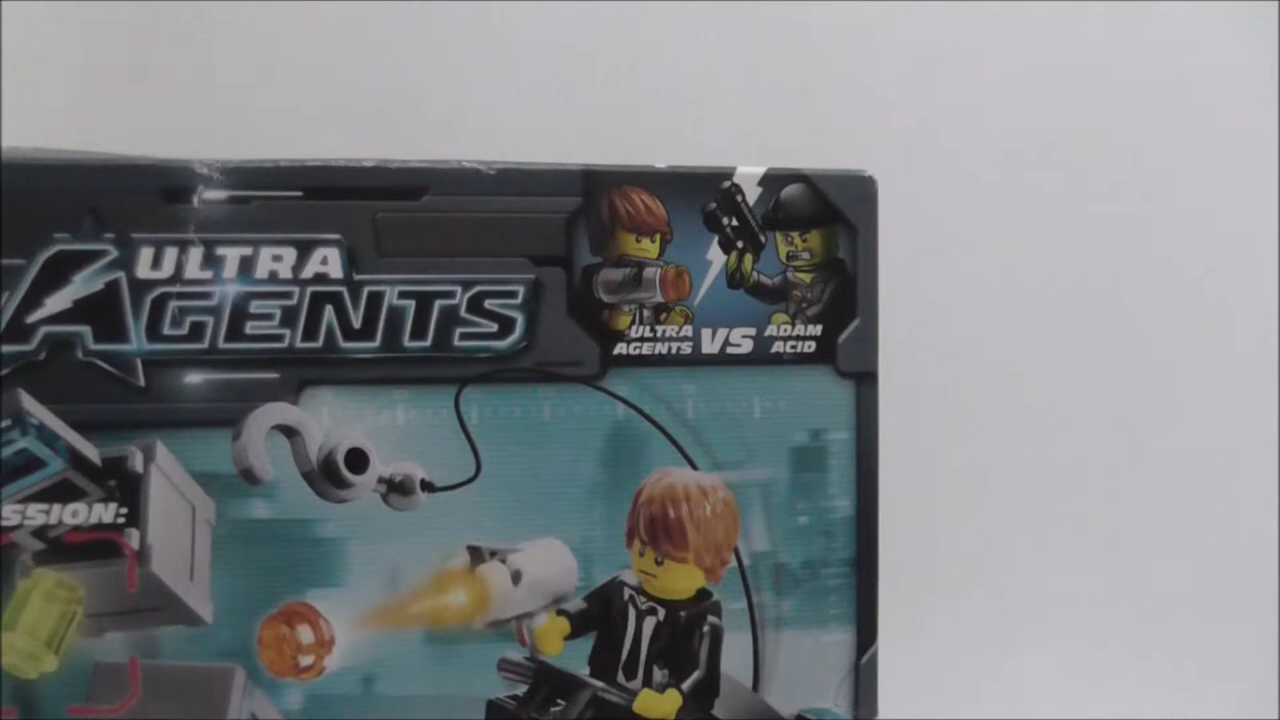 ULTRA
AGENTS
ULTRA
AGENTS
VS
ADAM
ACID
SSION: